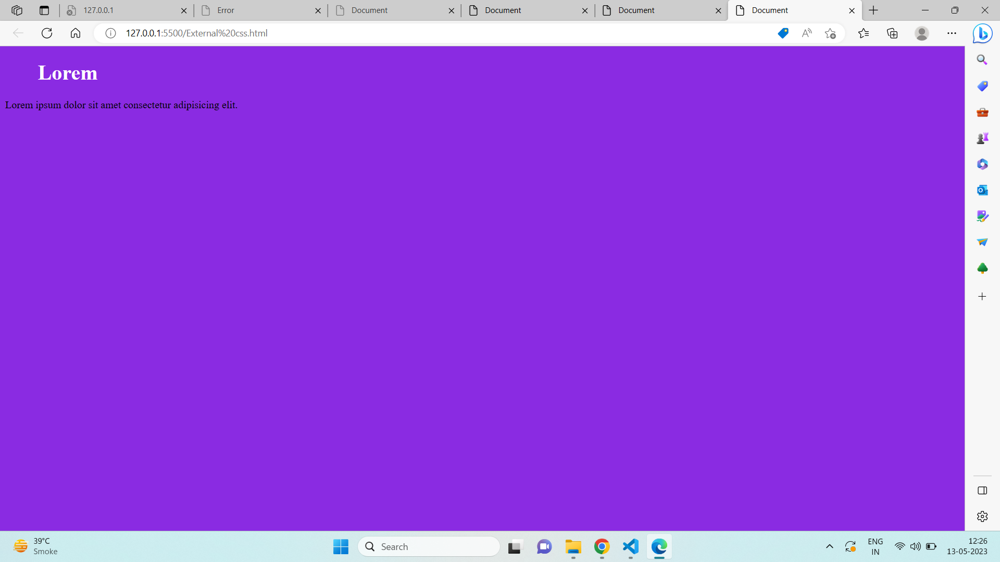 127.0.0.1
Error
Document
Document
Document
Document
127.0.0.1:5500/External%20css.html
Lorem
Lorem ipsum dolor sit amet consectetur adipisicing elit.
39°C
Smoke
Search
ENG
IN
12:26
13-05-2023